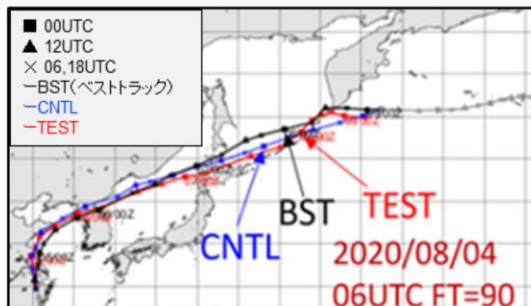 ■ 00UTC
▲ 12UTC
× 06,18UTC
ーBST(ベストトラック)
ーCNTL
ーTEST
CNTL
BST
TEST
2020/08/04
06UTC FT=90